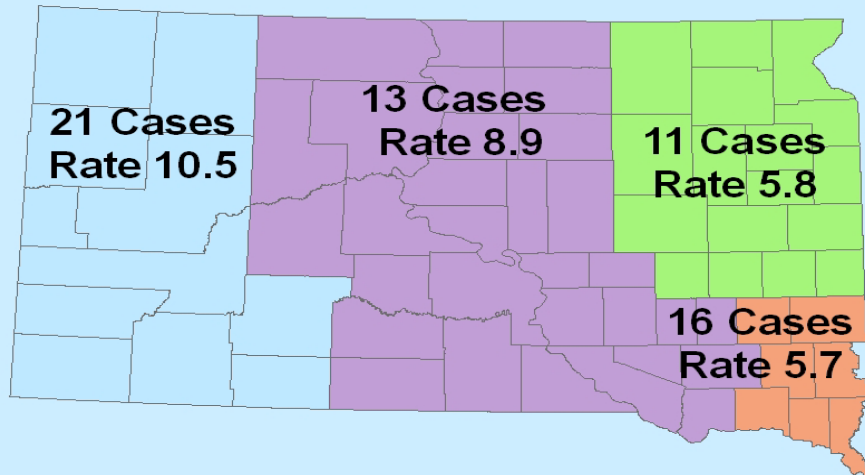 21 Cases
Rate 10.5
13 Cases
Rate 8.9
11 Cases
Rate 5.8
16 Cases
Rate 5.7